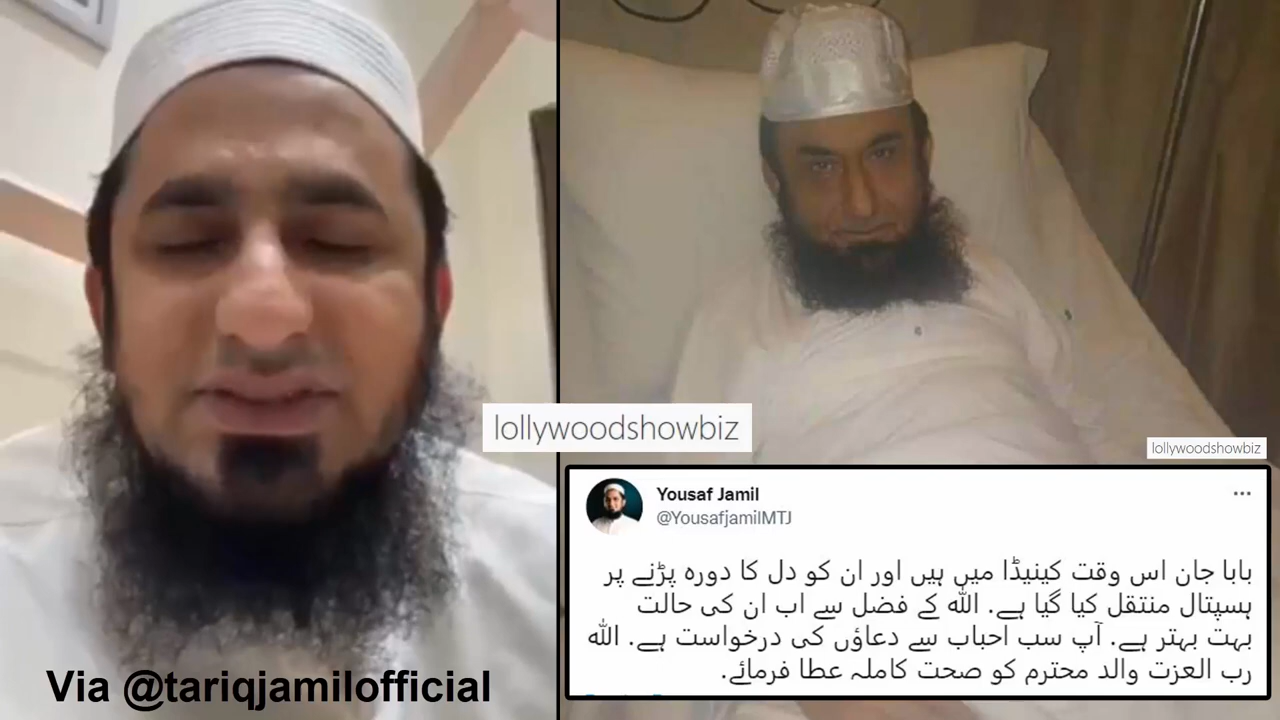 lollywoodshowbiz
lollywoodshowbiz
Yousaf Jamil
@YousafjamilMTJ
بابا جان اس وقت کینیڈا میں ہیں اور ان کو دل کا دورہ پڑنے پر
ہسپتال منتقل کیا گیا ہے. اللہ کے فضل سے اب ان کی حالت
بہت بہتر ہے. آپ سب احباب سے دعاؤں کی درخواست ہے. اللہ
رب العزت والد محترم کو صحت کاملہ عطا فرمائے.
Via @tariqjamilofficial